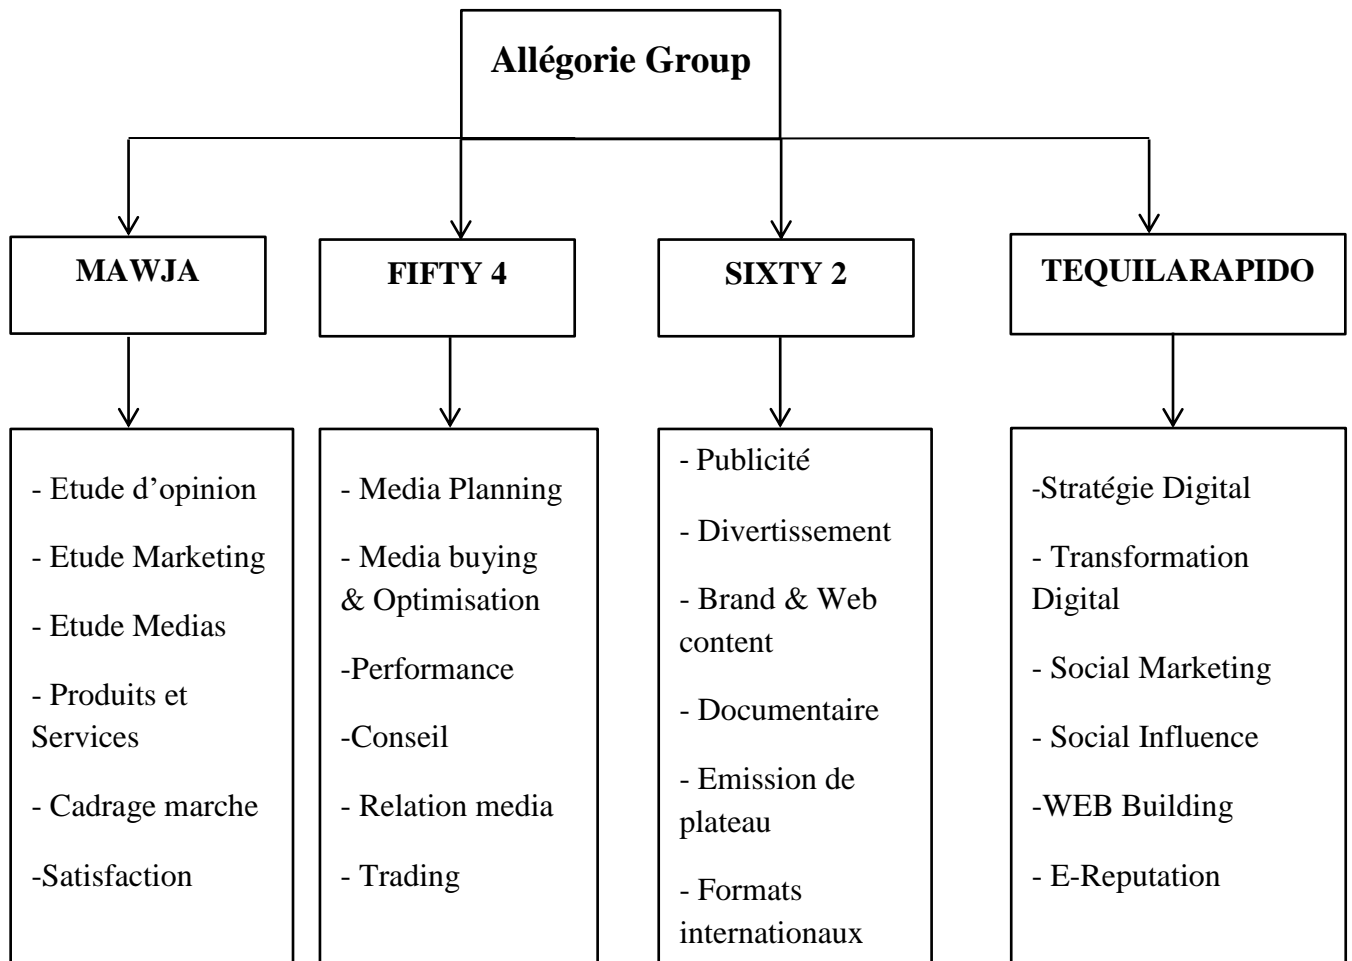 Allégorie Group
MAWJA
FIFTY 4
SIXTY 2
TEQUILARAPIDO
- Etude d’opinion
- Etude Marketing
- Etude Medias
- Produits et
Services
- Cadrage marche
-Satisfaction
- Media Planning
- Media buying
& Optimisation
-Performance
-Conseil
- Relation media
- Trading
- Publicité
- Divertissement
- Brand & Web
content
- Documentaire
- Emission de
plateau
- Formats
internationaux
-Stratégie Digital
- Transformation
Digital
- Social Marketing
- Social Influence
-WEB Building
- E-Reputation